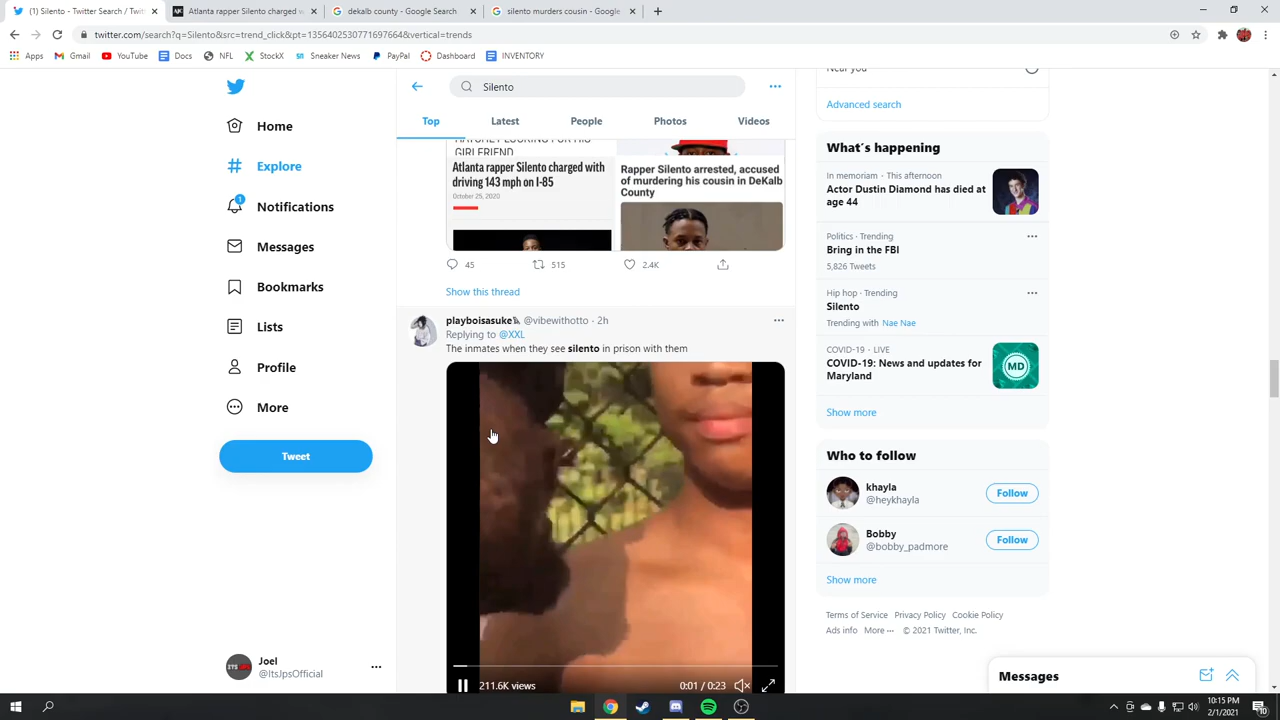 (1) Silento - Twitter Search / Twi
Atlanta rapper Silento charged w
dekalb county - Google Search
silento murders cousin - Google
twitter.com/search?q=Silento&src=trend_click&pt=1356402530771697664&vertical=trends
Apps Gmail YouTube Docs NFL StockX Sneaker News PayPal Dashboard INVENTORY
Home
Explore
1
Notifications
Messages
Bookmarks
Lists
Profile
More
Tweet
Joel
@ItsJpsOfficial
Silento
Top Latest People Photos Videos
GIRLFRIEND
Atlanta rapper Silento charged with
driving 143 mph on I-85
October 25, 2020
Rapper Silento arrested, accused
of murdering his cousin in DeKalb
County
45 515 2.4K
Show this thread
playboisasuke @vibewithotto · 2h
Replying to @XXL
The inmates when they see silento in prison with them
211.6K views 0:01 / 0:23
Near you
Advanced search
What's happening
In memoriam · This afternoon
Actor Dustin Diamond has died at
age 44
Politics · Trending
Bring in the FBI
5,826 Tweets
Hip hop · Trending
Silento
Trending with Nae Nae
COVID-19 · LIVE
COVID-19: News and updates for
Maryland
MD
Show more
Who to follow
khayla
@heykhayla
Follow
Bobby
@bobby_padmore
Follow
Show more
Terms of Service Privacy Policy Cookie Policy
Ads info More ··· © 2021 Twitter, Inc.
Messages
10:15 PM
2/1/2021